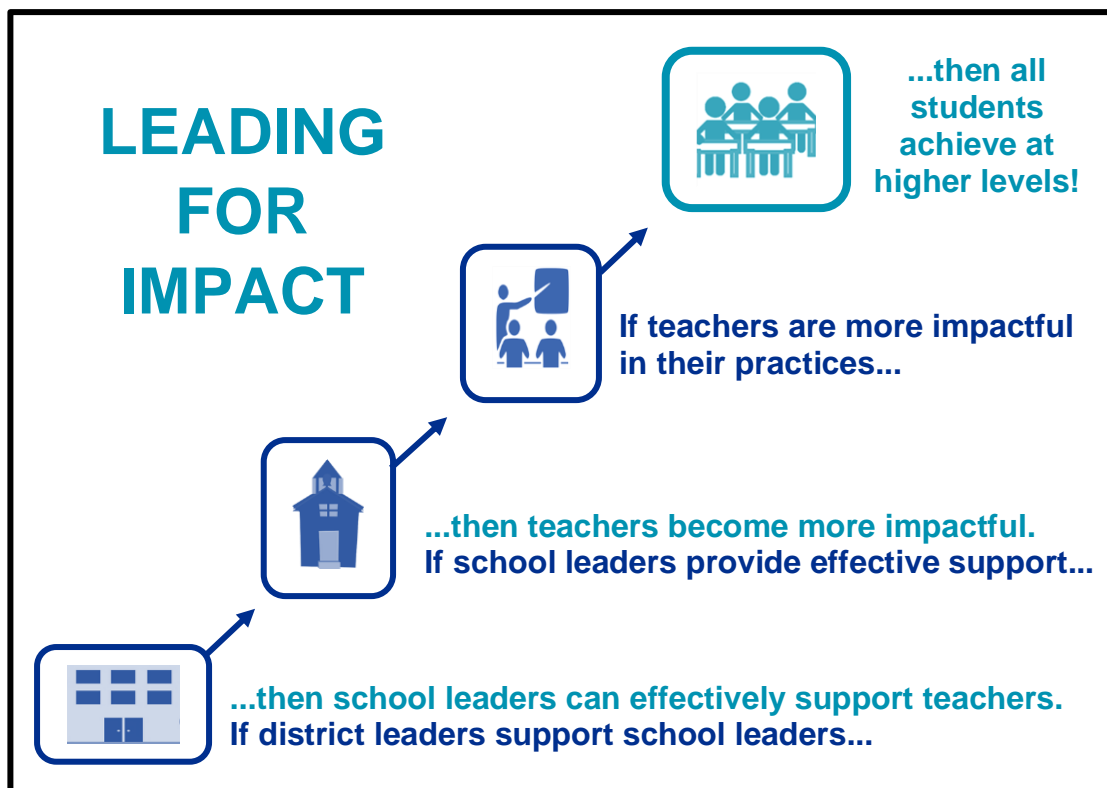 LEADING
FOR
IMPACT
...then all
students
achieve at
higher levels!
If teachers are more impactful
in their practices...
...then teachers become more impactful.
If school leaders provide effective support...
...then school leaders can effectively support teachers.
If district leaders support school leaders...